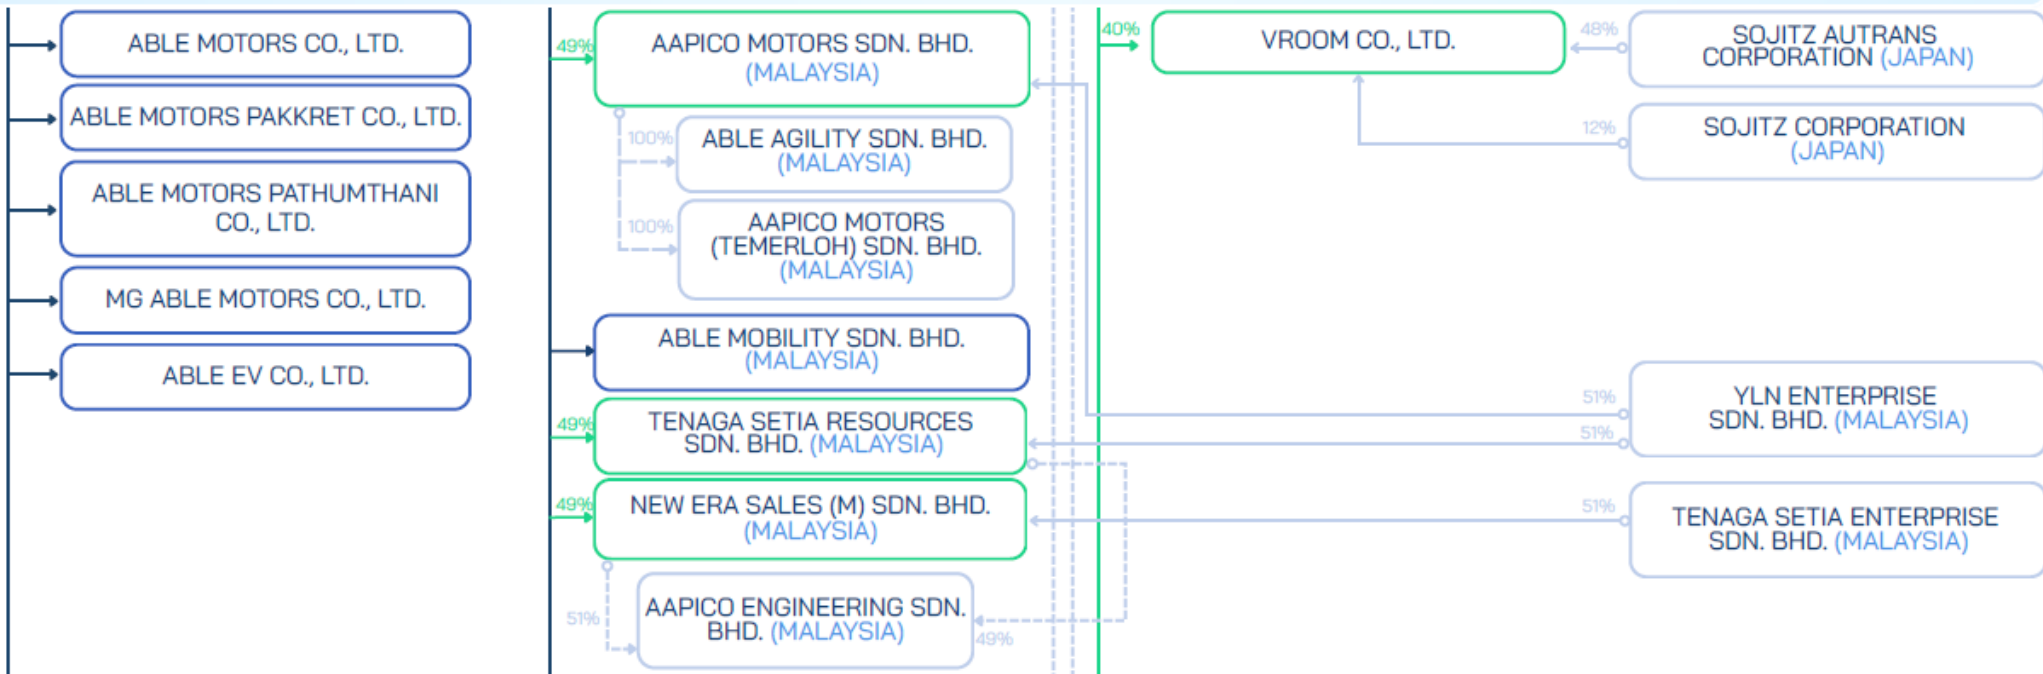 ABLE MOTORS CO., LTD.
ABLE MOTORS PAKKRET CO., LTD.
ABLE MOTORS PATHUMTHANI
CO., LTD.
MG ABLE MOTORS CO., LTD.
ABLE EV CO., LTD.
49%
AAPICO MOTORS SDN. BHD.
(MALAYSIA)
100%
ABLE AGILITY SDN. BHD.
(MALAYSIA)
100%
AAPICO MOTORS
(TEMERLOH) SDN. BHD.
(MALAYSIA)
ABLE MOBILITY SDN. BHD.
(MALAYSIA)
49%
TENAGA SETIA RESOURCES
SDN. BHD. (MALAYSIA)
49%
NEW ERA SALES (M) SDN. BHD.
(MALAYSIA)
51%
AAPICO ENGINEERING SDN.
BHD. (MALAYSIA)
49%
40%
VROOM CO., LTD.
48%
SOJITZ AUTRANS
CORPORATION (JAPAN)
12%
SOJITZ CORPORATION
(JAPAN)
51%
51%
YLN ENTERPRISE
SDN. BHD. (MALAYSIA)
51%
TENAGA SETIA ENTERPRISE
SDN. BHD. (MALAYSIA)